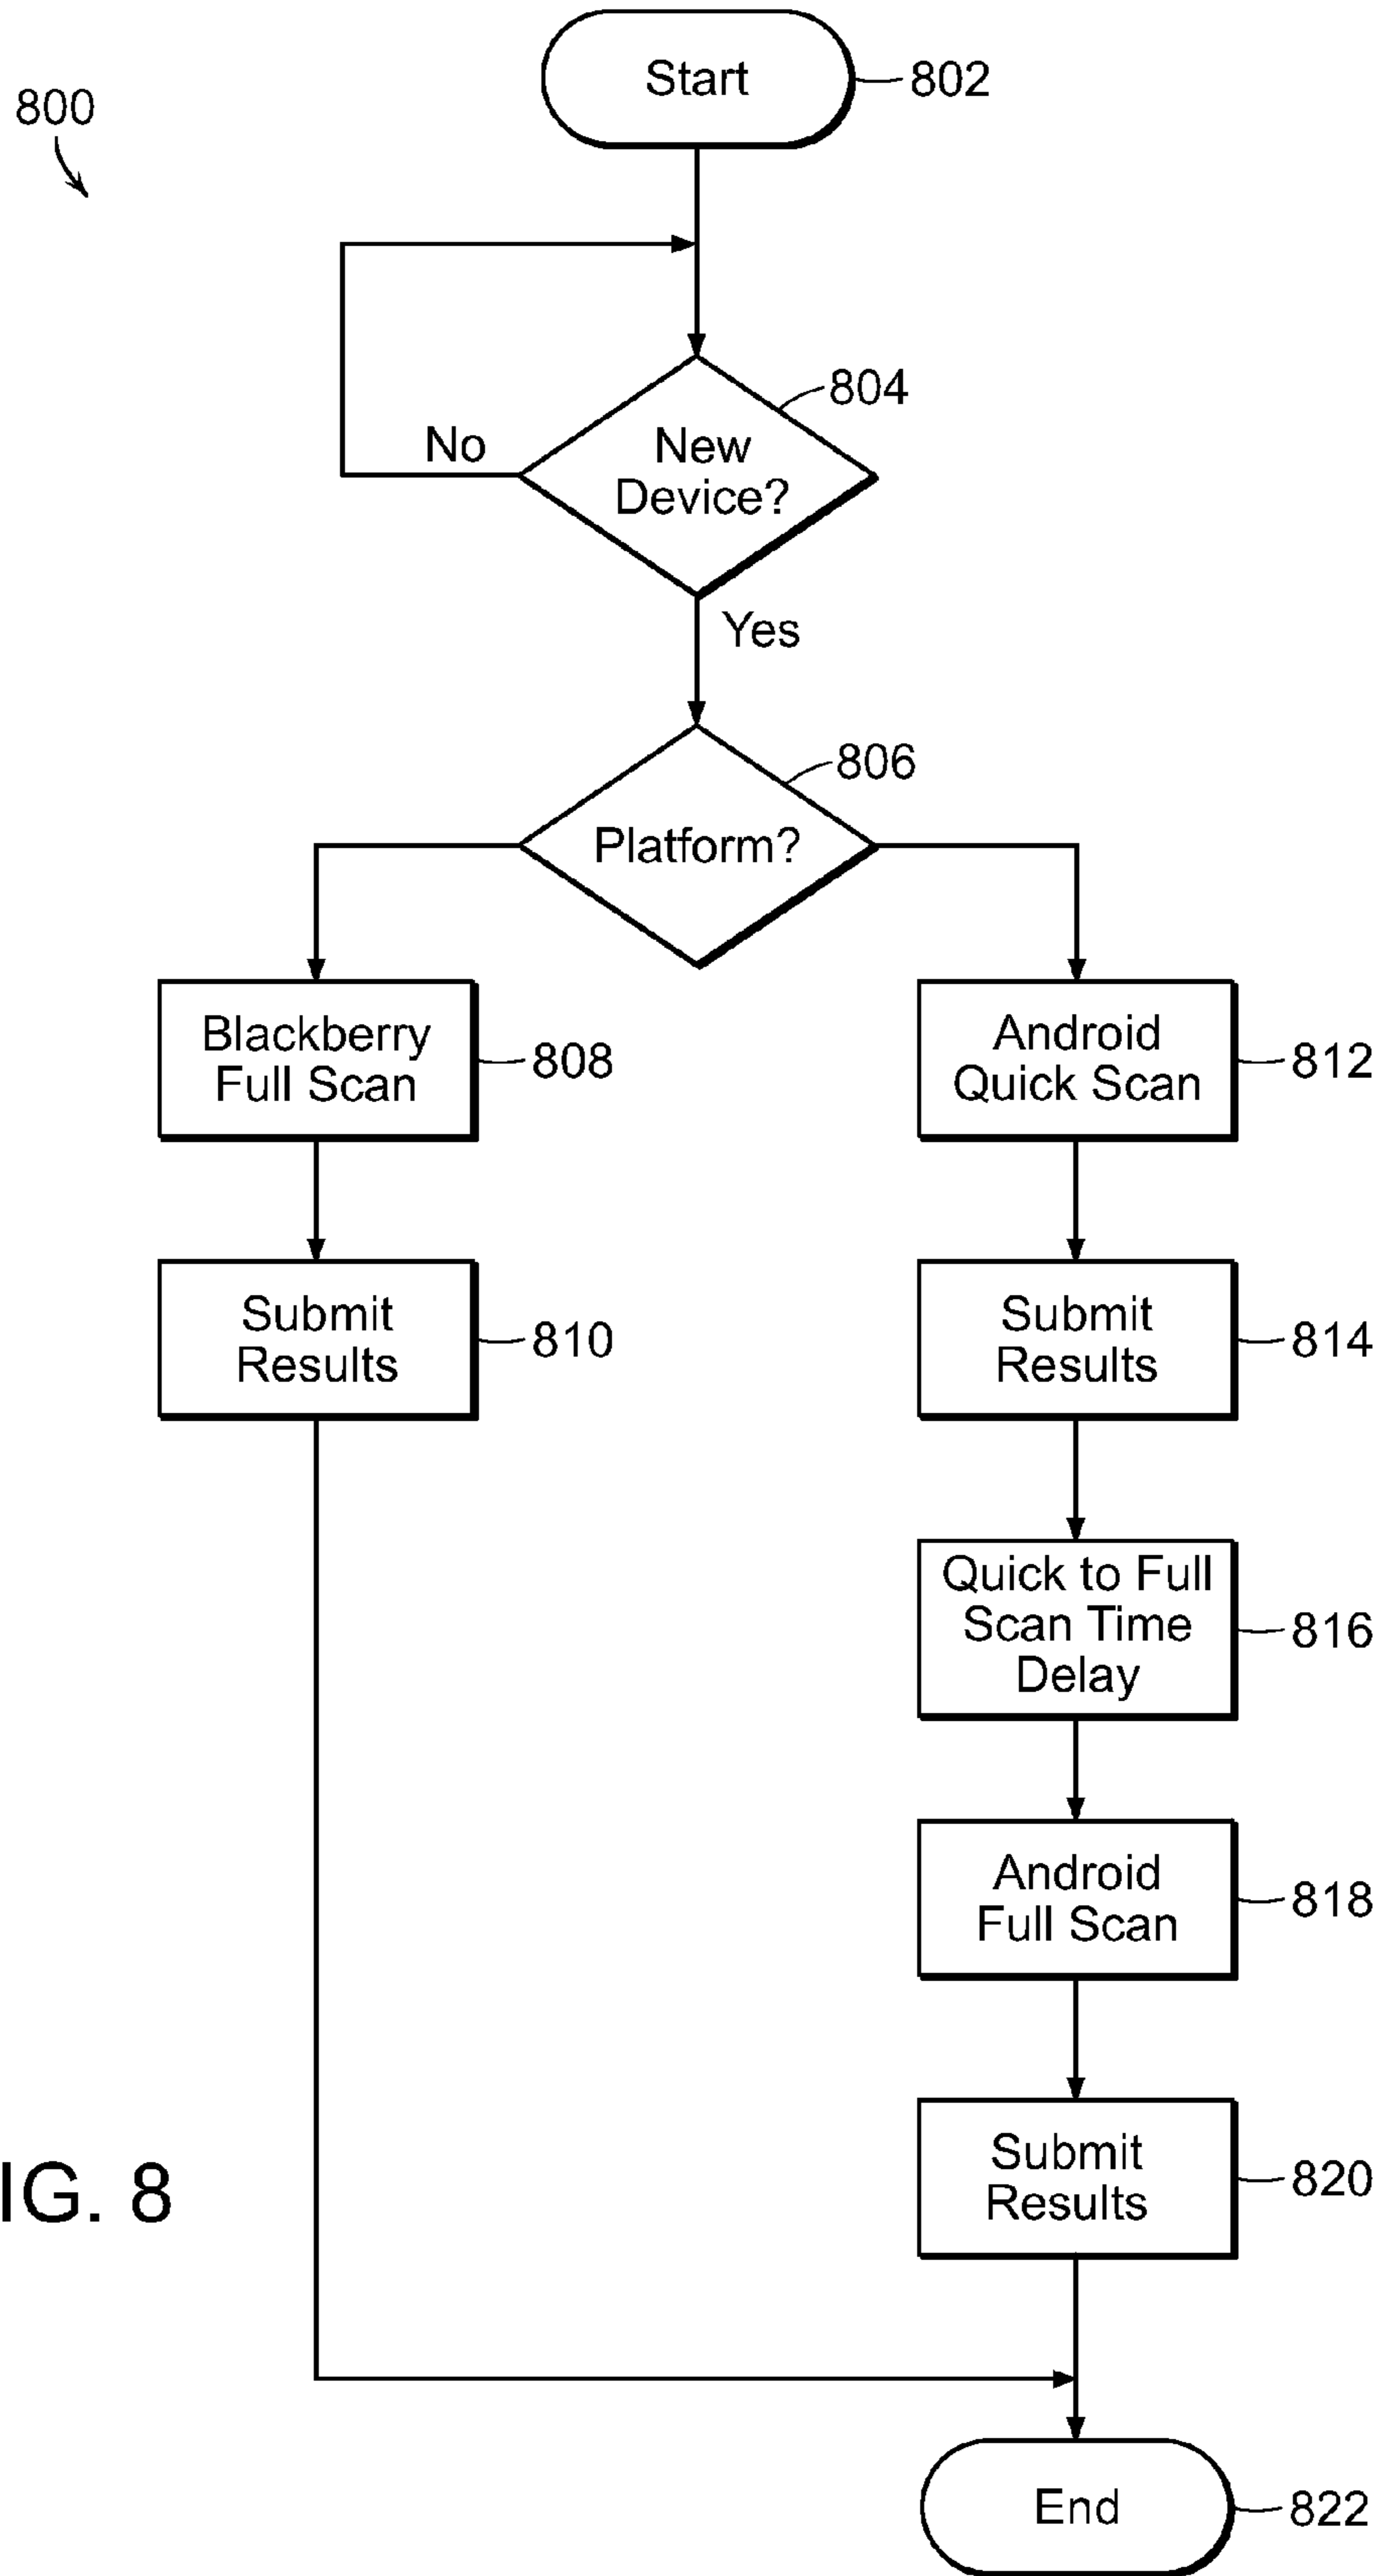 800
Start
802
804
No
New
Device?
Yes
806
Platform?
Blackberry
Full Scan
808
Android
Quick Scan
812
Submit
Results
810
Submit
Results
814
Quick to Full
Scan Time
Delay
816
Android
Full Scan
818
Submit
Results
820
IG. 8
End
822